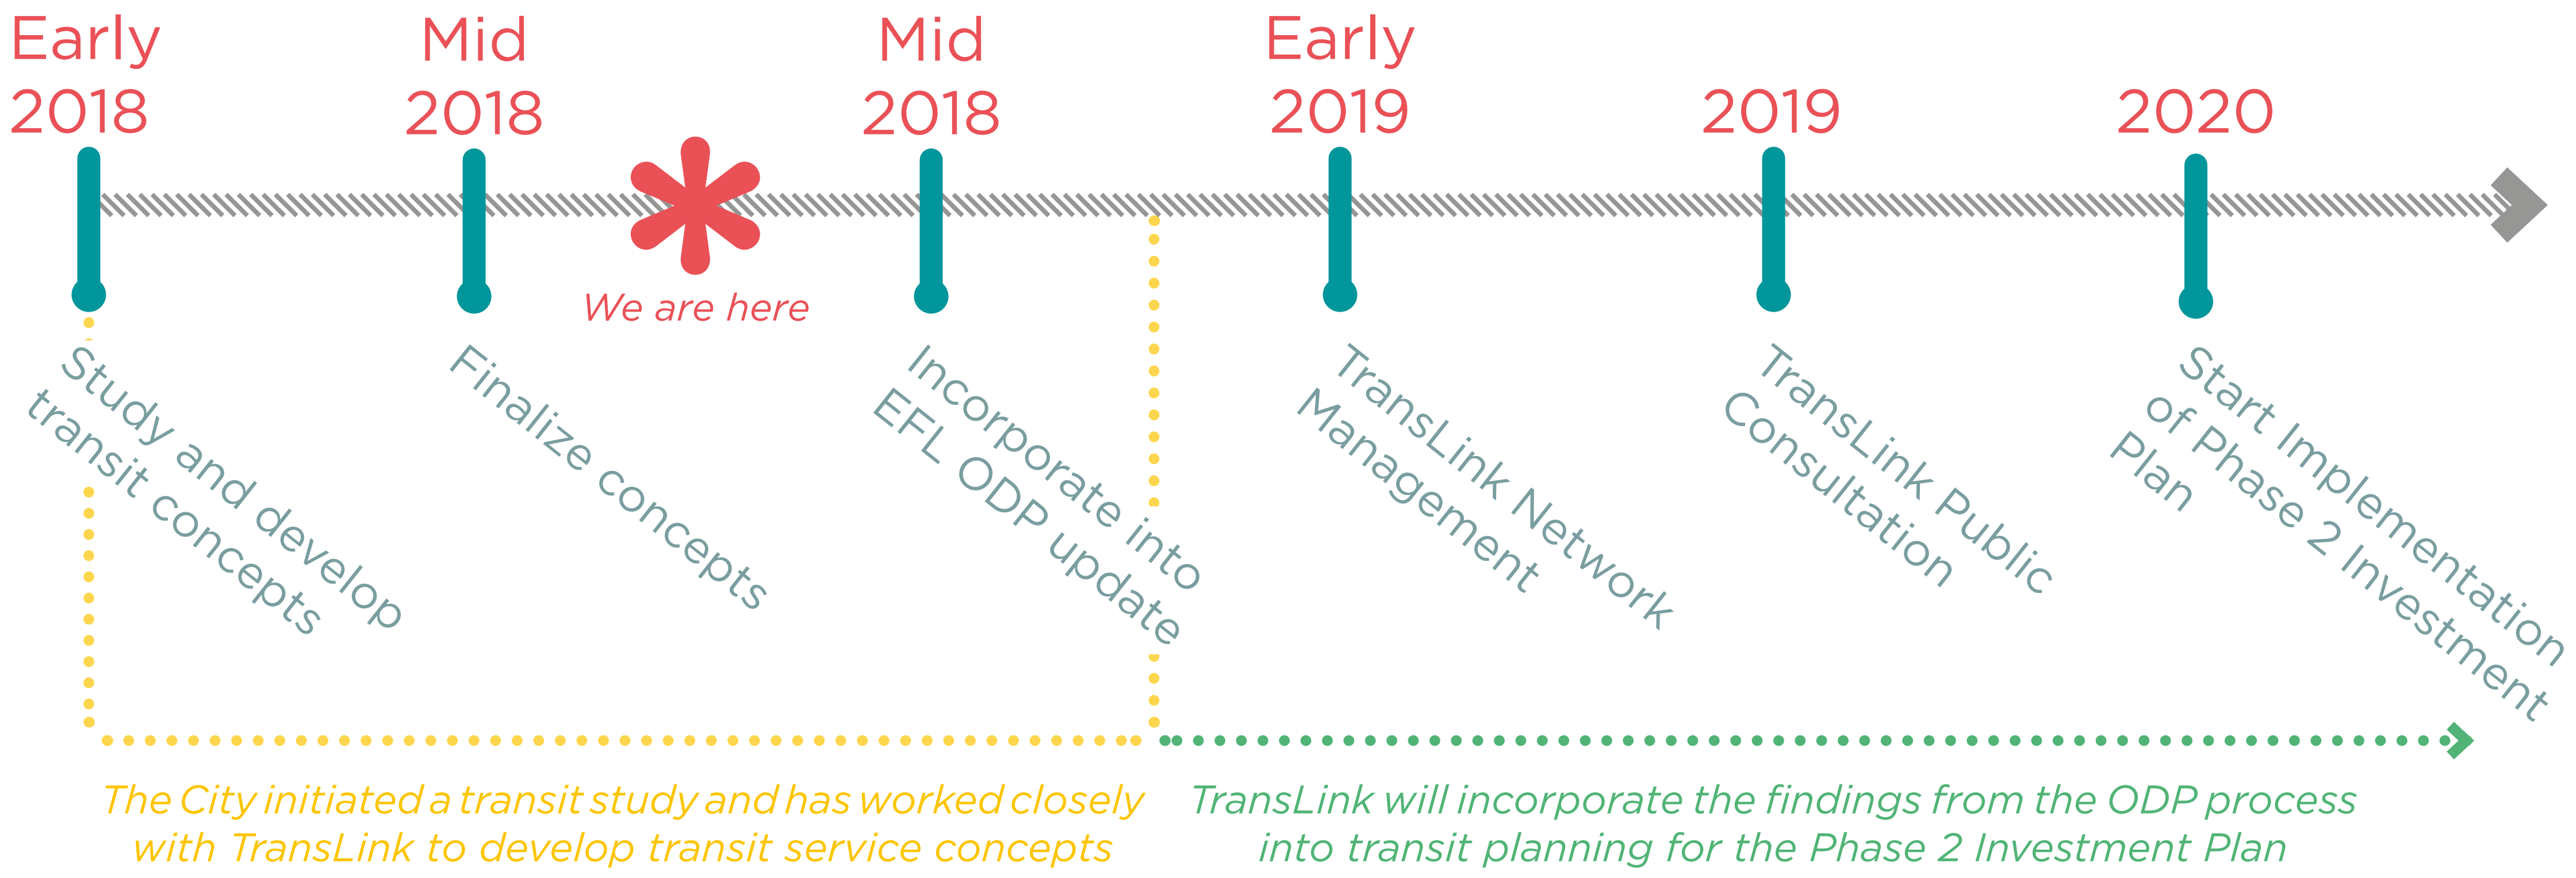 Early
2018
Mid
2018
Mid
2018
Early
2019
2019
2020
We are here
Study and develop
transit concepts
Finalize concepts
Incorporate into
EFL ODP update
TransLink Network
Management
TransLink Public
Consultation
Start Implementation
of Phase 2 Investment
Plan
The City initiated a transit study and has worked closely
with TransLink to develop transit service concepts
TransLink will incorporate the findings from the ODP process
into transit planning for the Phase 2 Investment Plan